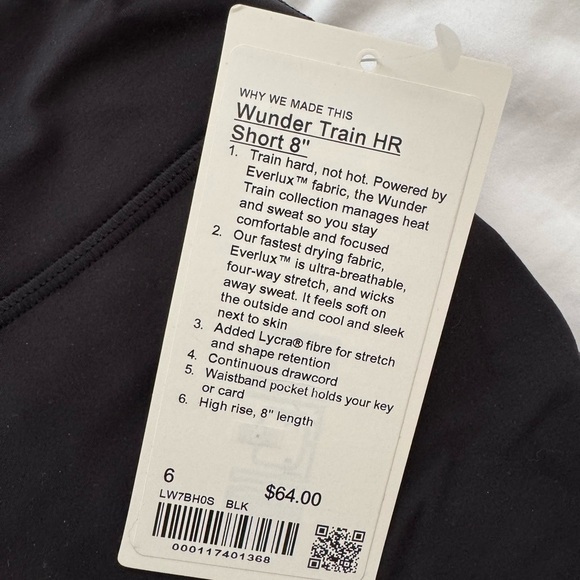 WHY WE MADE THIS
Wunder Train HR
Short 8"
1. Train hard, not hot. Powered by
Everlux™ fabric, the Wunder
Train collection manages heat
and sweat so you stay
comfortable and focused
2. Our fastest drying fabric,
Everlux™ is ultra-breathable,
four-way stretch, and wicks
away sweat. It feels soft on
the outside and cool and sleek
next to skin
3. Added Lycra® fibre for stretch
and shape retention
4. Continuous drawcord
5. Waistband pocket holds your key
or card
6. High rise, 8" length
6 $64.00
LW7BH0S BLK
000117401368